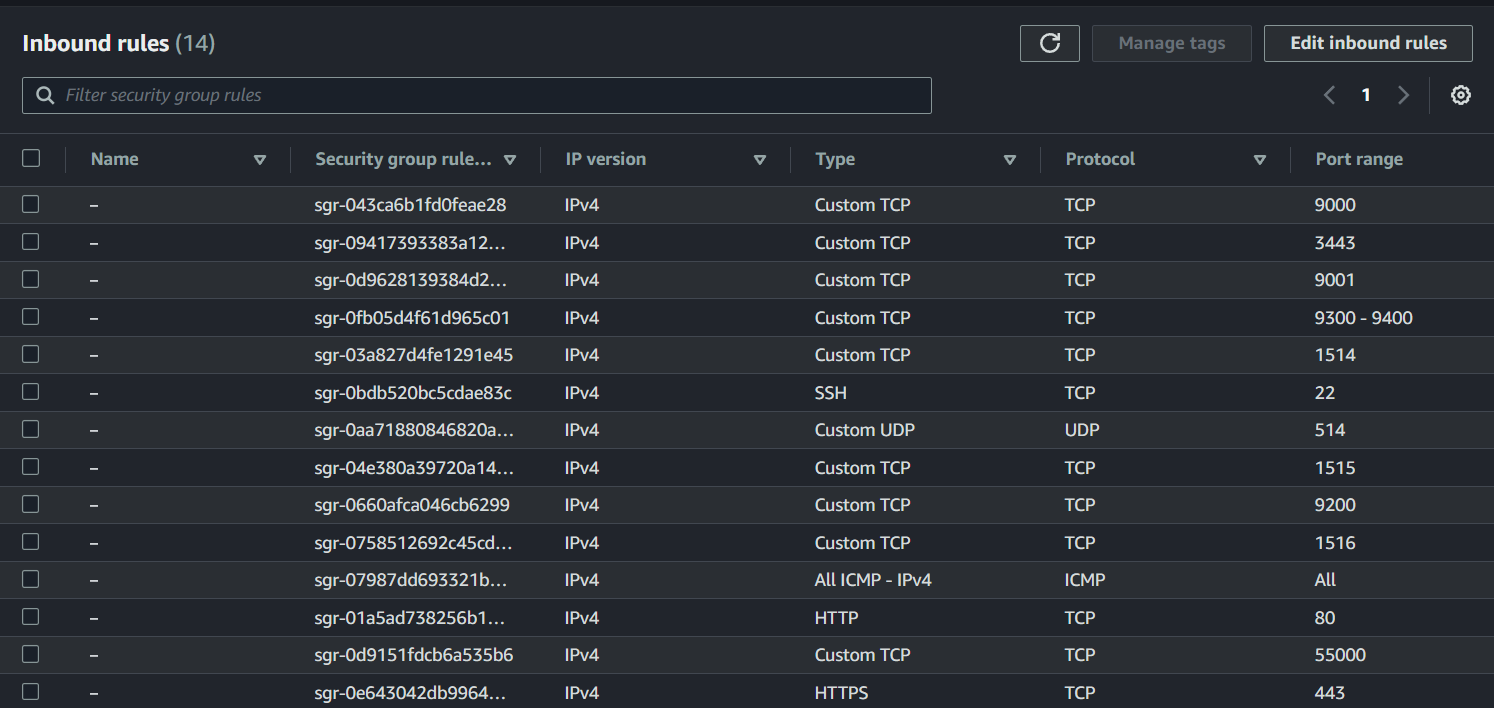 Inbound rules (14)
Manage tags
Edit inbound rules
Filter security group rules
1
Name Security group rule... IP version Type Protocol Port range
– sgr-043ca6b1fd0feae28 IPv4 Custom TCP TCP 9000
– sgr-09417393383a12... IPv4 Custom TCP TCP 3443
– sgr-0d9628139384d2... IPv4 Custom TCP TCP 9001
– sgr-0fb05d4f61d965c01 IPv4 Custom TCP TCP 9300 - 9400
– sgr-03a827d4fe1291e45 IPv4 Custom TCP TCP 1514
– sgr-0bdb520bc5cdae83c IPv4 SSH TCP 22
– sgr-0aa71880846820a... IPv4 Custom UDP UDP 514
– sgr-04e380a39720a14... IPv4 Custom TCP TCP 1515
– sgr-0660afca046cb6299 IPv4 Custom TCP TCP 9200
– sgr-0758512692c45cd... IPv4 Custom TCP TCP 1516
– sgr-07987dd693321b... IPv4 All ICMP - IPv4 ICMP All
– sgr-01a5ad738256b1... IPv4 HTTP TCP 80
– sgr-0d9151fdcb6a535b6 IPv4 Custom TCP TCP 55000
– sgr-0e643042db9964... IPv4 HTTPS TCP 443